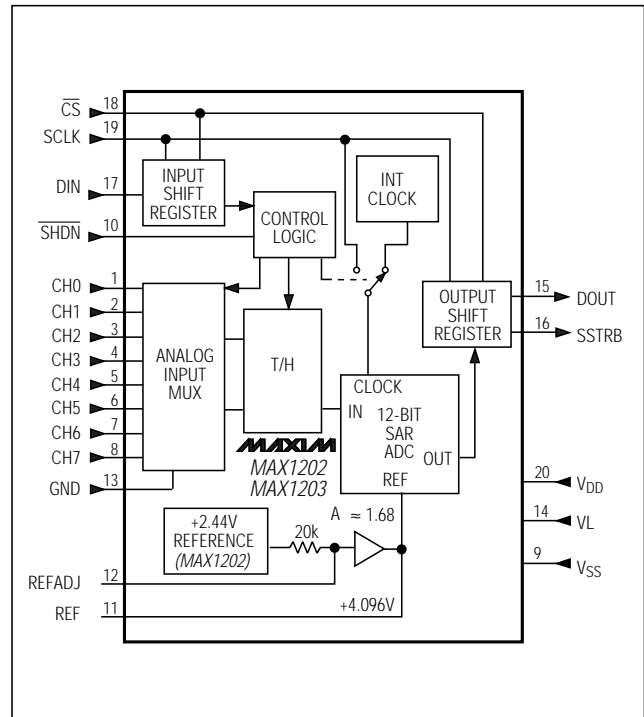 CS
18
SCLK
19
DIN
17
INPUT
SHIFT
REGISTER
SHDN
10
CONTROL
LOGIC
INT
CLOCK
CH0
1
CH1
2
CH2
3
CH3
4
CH4
5
CH5
6
CH6
7
CH7
8
GND
13
ANALOG
INPUT
MUX
T/H
OUTPUT
SHIFT
REGISTER
15
DOUT
16
SSTRB
CLOCK
IN
12-BIT
SAR
ADC
OUT
REF
MAXIM
MAX1202
MAX1203
20
VDD
14
VL
9
VSS
A ≈ 1.68
+2.44V
REFERENCE
(MAX1202)
20k
REFADJ
12
REF
11
+4.096V